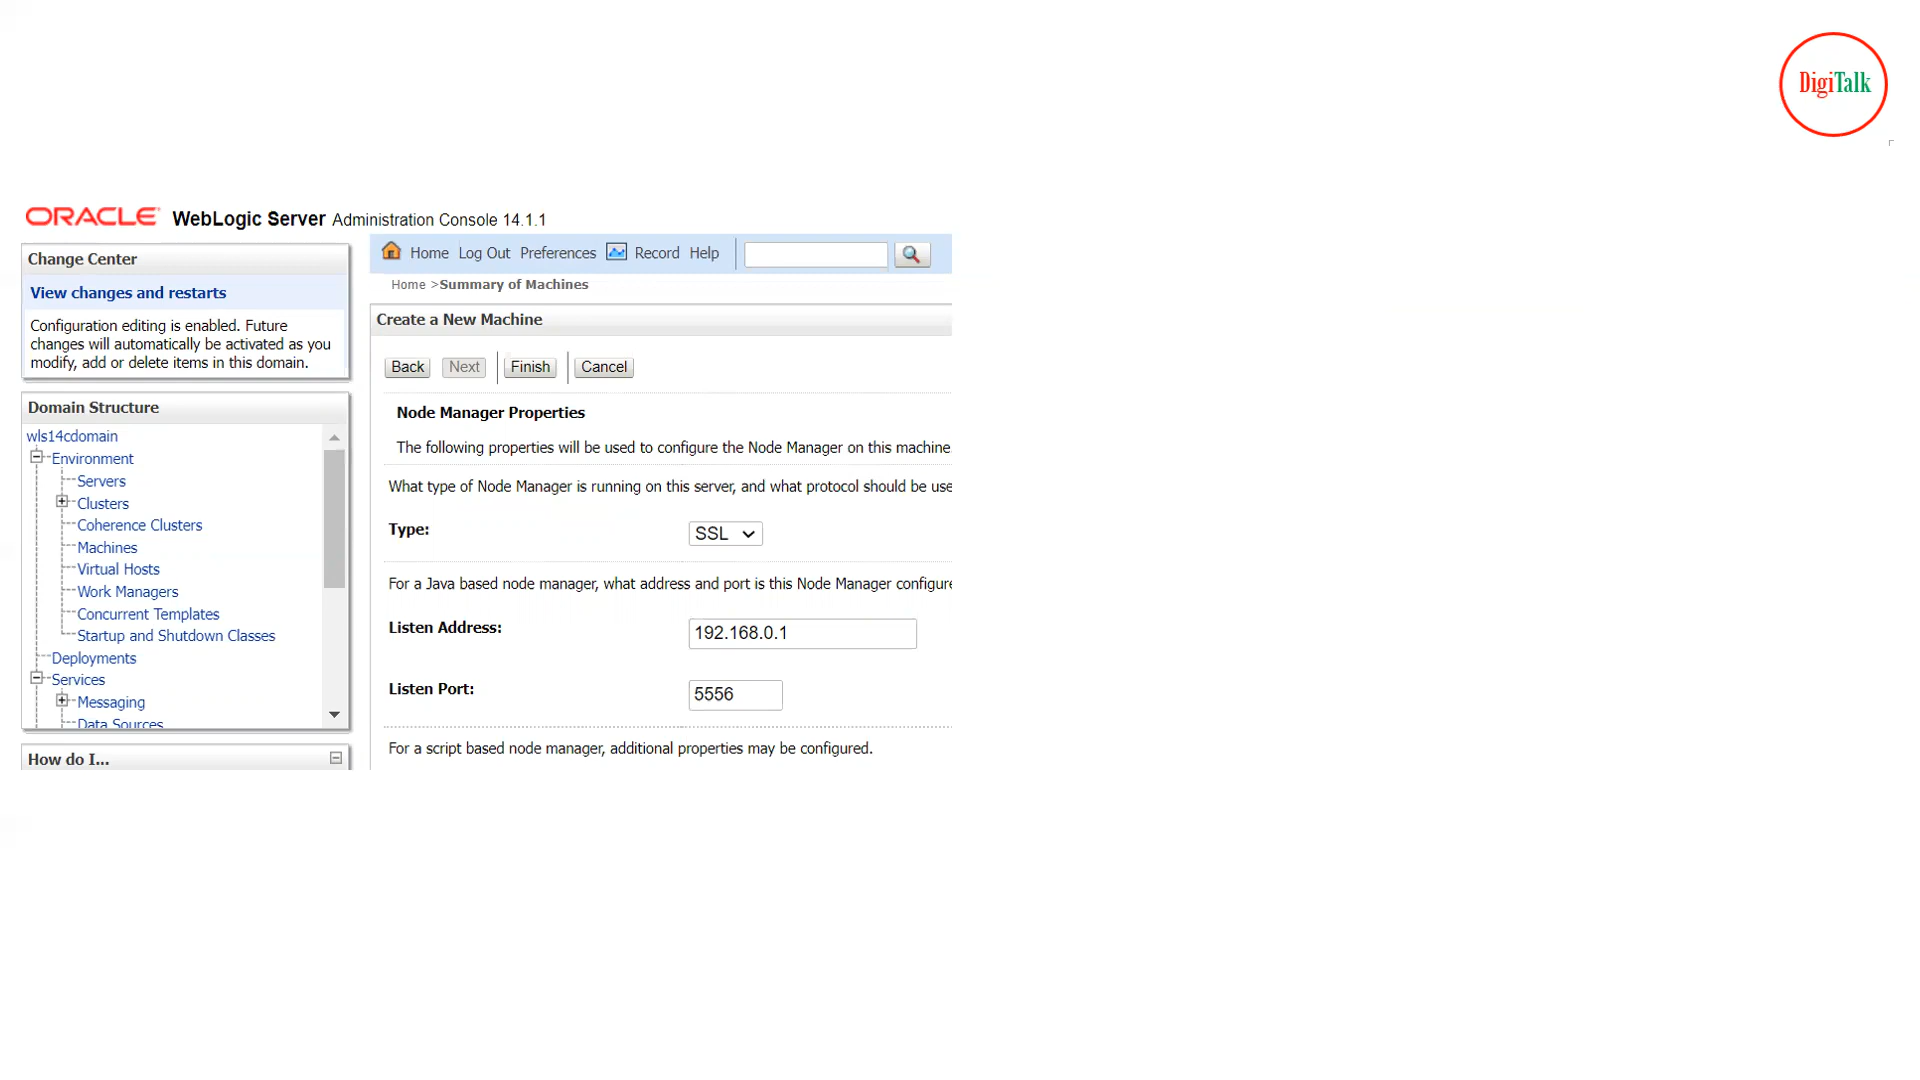 DigiTalk
ORACLE WebLogic Server Administration Console 14.1.1
Change Center
View changes and restarts
Configuration editing is enabled. Future
changes will automatically be activated as you
modify, add or delete items in this domain.
Domain Structure
wls14cdomain
Environment
Servers
Clusters
Coherence Clusters
Machines
Virtual Hosts
Work Managers
Concurrent Templates
Startup and Shutdown Classes
Deployments
Services
Messaging
Data Sources
How do I...
Home Log Out Preferences Record Help
Home >Summary of Machines
Create a New Machine
Back Next Finish Cancel
Node Manager Properties
The following properties will be used to configure the Node Manager on this machine
What type of Node Manager is running on this server, and what protocol should be use
Type: SSL
For a Java based node manager, what address and port is this Node Manager configure
Listen Address: 192.168.0.1
Listen Port: 5556
For a script based node manager, additional properties may be configured.